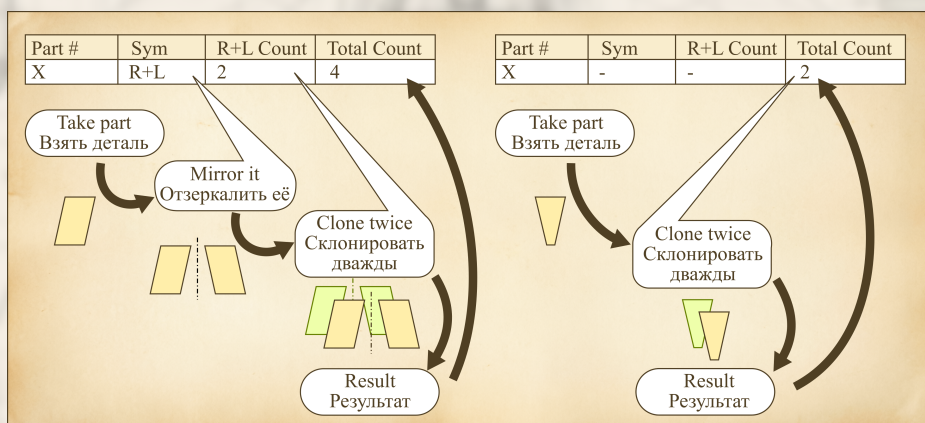 Part # Sym R+L Count Total Count
X R+L 2 4
Take part
Взять деталь
Mirror it
Отзеркалить её
Clone twice
Склонировать
дважды
Result
Результат
Part # Sym R+L Count Total Count
X - - 2
Take part
Взять деталь
Clone twice
Склонировать
дважды
Result
Результат